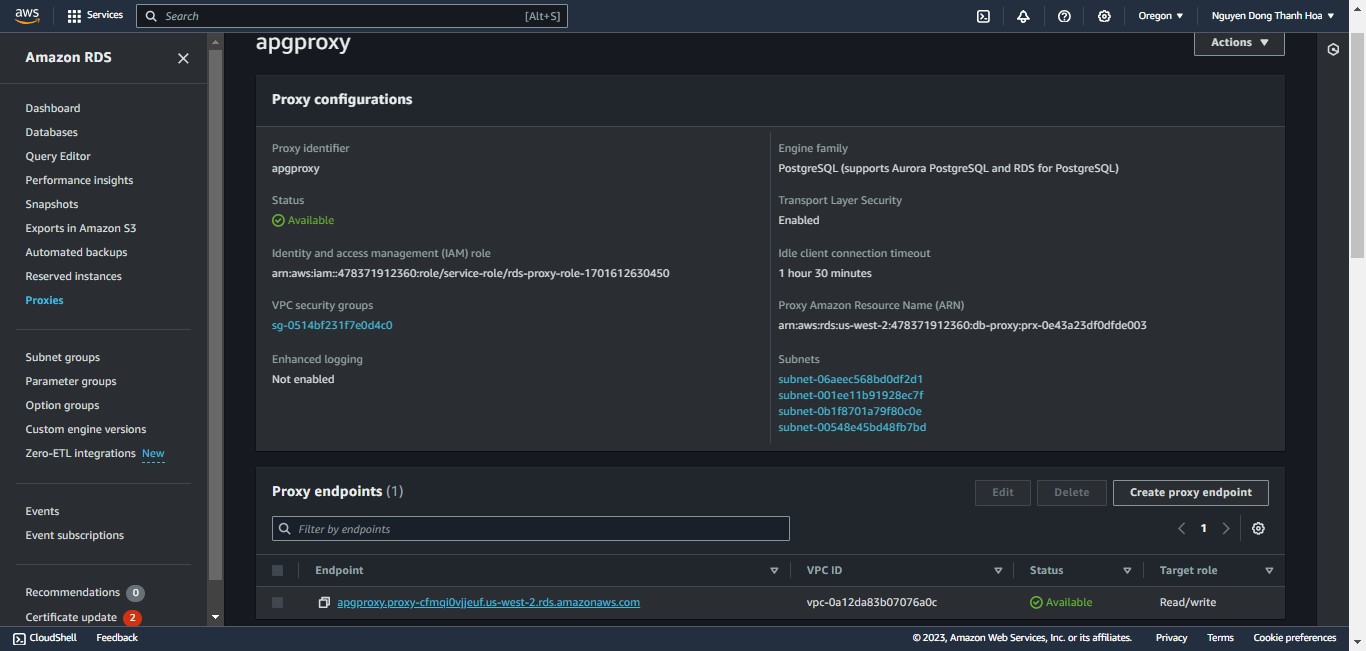 aws
Services
Search
[Alt+S]
Oregon
Nguyen Dong Thanh Hoa
Amazon RDS
Dashboard
Databases
Query Editor
Performance insights
Snapshots
Exports in Amazon S3
Automated backups
Reserved instances
Proxies
Subnet groups
Parameter groups
Option groups
Custom engine versions
Zero-ETL integrations New
Events
Event subscriptions
Recommendations 0
Certificate update 2
apgproxy
Actions
Proxy configurations
Proxy identifier
apgproxy
Status
Available
Identity and access management (IAM) role
arn:aws:iam::478371912360:role/service-role/rds-proxy-role-1701612630450
VPC security groups
sg-0514bf231f7e0d4c0
Enhanced logging
Not enabled
Engine family
PostgreSQL (supports Aurora PostgreSQL and RDS for PostgreSQL)
Transport Layer Security
Enabled
Idle client connection timeout
1 hour 30 minutes
Proxy Amazon Resource Name (ARN)
arn:aws:rds:us-west-2:478371912360:db-proxy:prx-0e43a23df0dfde003
Subnets
subnet-06aeec568bd0df2d1
subnet-001ee11b91928ec7f
subnet-0b1f8701a79f80c0e
subnet-00548e45bd48fb7bd
Proxy endpoints (1)
Edit
Delete
Create proxy endpoint
Filter by endpoints
1
Endpoint
VPC ID
Status
Target role
apgproxy.proxy-cfmqi0vjjeuf.us-west-2.rds.amazonaws.com
vpc-0a12da83b07076a0c
Available
Read/write
CloudShell
Feedback
© 2023, Amazon Web Services, Inc. or its affiliates.
Privacy
Terms
Cookie preferences